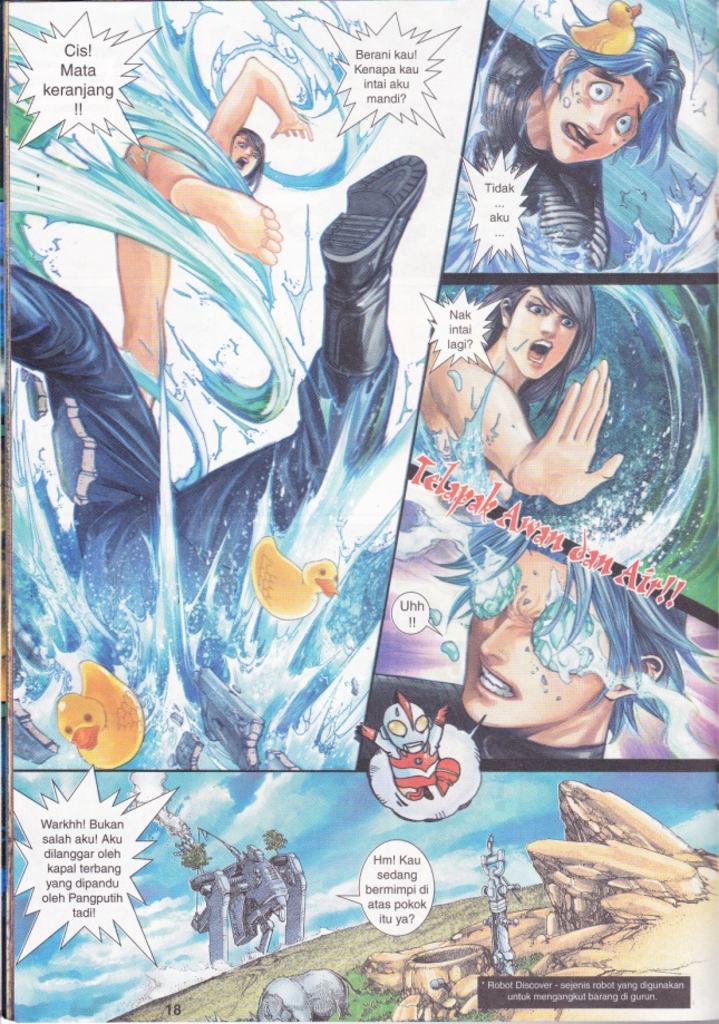 Cis!
Mata
keranjang
!!
Berani kau!
Kenapa kau
intai aku
mandi?
Tidak
...
aku
...
Nak
intai
lagi?
Telapak Awan dan Air!!
Uhh
!!
Warkhh! Bukan
salah aku! Aku
dilanggar oleh
kapal terbang
yang dipandu
oleh Pangputih
tadi!
Hm! Kau
sedang
bermimpi di
atas pokok
itu ya?
* Robot Discover - sejenis robot yang digunakan
untuk mengangkut barang di gurun.
18